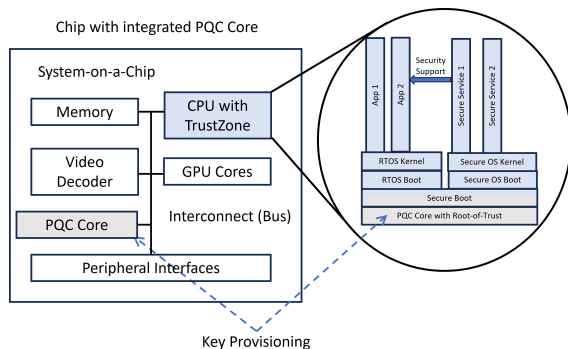 Chip with integrated PQC Core
System-on-a-Chip
Memory
CPU with
TrustZone
Video
Decoder
GPU Cores
PQC Core
Interconnect (Bus)
Peripheral Interfaces
Key Provisioning
App 1
App 2
Security
Support
Secure Service 1
Secure Service 2
RTOS Kernel
Secure OS Kernel
RTOS Boot
Secure OS Boot
Secure Boot
PQC Core with Root-of-Trust